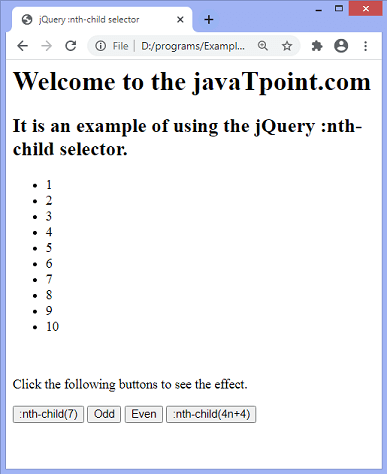 jQuery :nth-child selector
File | D:/programs/Exampl...
Welcome to the javaTpoint.com
It is an example of using the jQuery :nth-
child selector.
• 1
• 2
• 3
• 4
• 5
• 6
• 7
• 8
• 9
• 10
Click the following buttons to see the effect.
:nth-child(7) Odd Even :nth-child(4n+4)